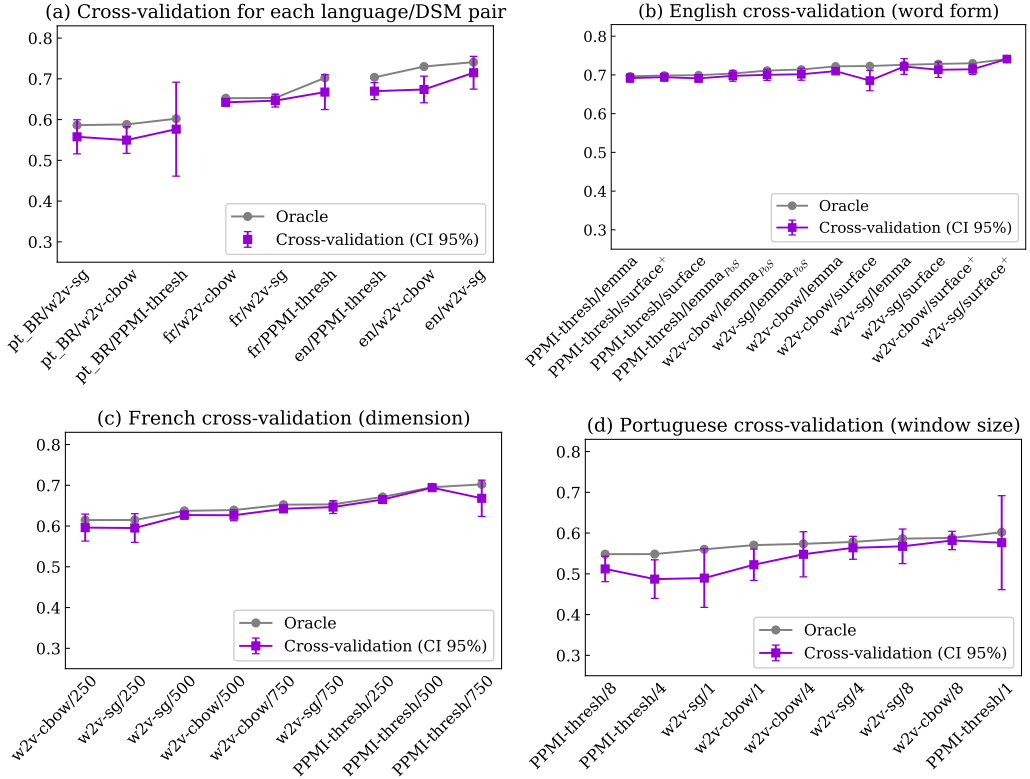 (a) Cross-validation for each language/DSM pair
0.8
0.7
0.6
0.5
0.4
0.3
Oracle
Cross-validation (CI 95%)
pt_BR/w2v-sg
pt_BR/w2v-cbow
pt_BR/PPMI-thresh
fr/w2v-cbow
fr/w2v-sg
fr/PPMI-thresh
en/PPMI-thresh
en/w2v-cbow
en/w2v-sg
(b) English cross-validation (word form)
0.8
0.7
0.6
0.5
0.4
0.3
Oracle
Cross-validation (CI 95%)
PPMI-thresh/lemma
PPMI-thresh/surface⁺
PPMI-thresh/surface
PPMI-thresh/lemmaPoS
w2v-cbow/lemmaPoS
w2v-sg/lemmaPoS
w2v-cbow/lemma
w2v-cbow/surface
w2v-sg/lemma
w2v-sg/surface
w2v-cbow/surface⁺
w2v-sg/surface⁺
(c) French cross-validation (dimension)
0.8
0.7
0.6
0.5
0.4
0.3
Oracle
Cross-validation (CI 95%)
w2v-cbow/250
w2v-sg/250
w2v-sg/500
w2v-cbow/500
w2v-cbow/750
w2v-sg/750
PPMI-thresh/250
PPMI-thresh/500
PPMI-thresh/750
(d) Portuguese cross-validation (window size)
0.8
0.7
0.6
0.5
0.4
0.3
Oracle
Cross-validation (CI 95%)
PPMI-thresh/8
PPMI-thresh/4
w2v-sg/1
w2v-cbow/1
w2v-cbow/4
w2v-sg/4
w2v-sg/8
w2v-cbow/8
PPMI-thresh/1